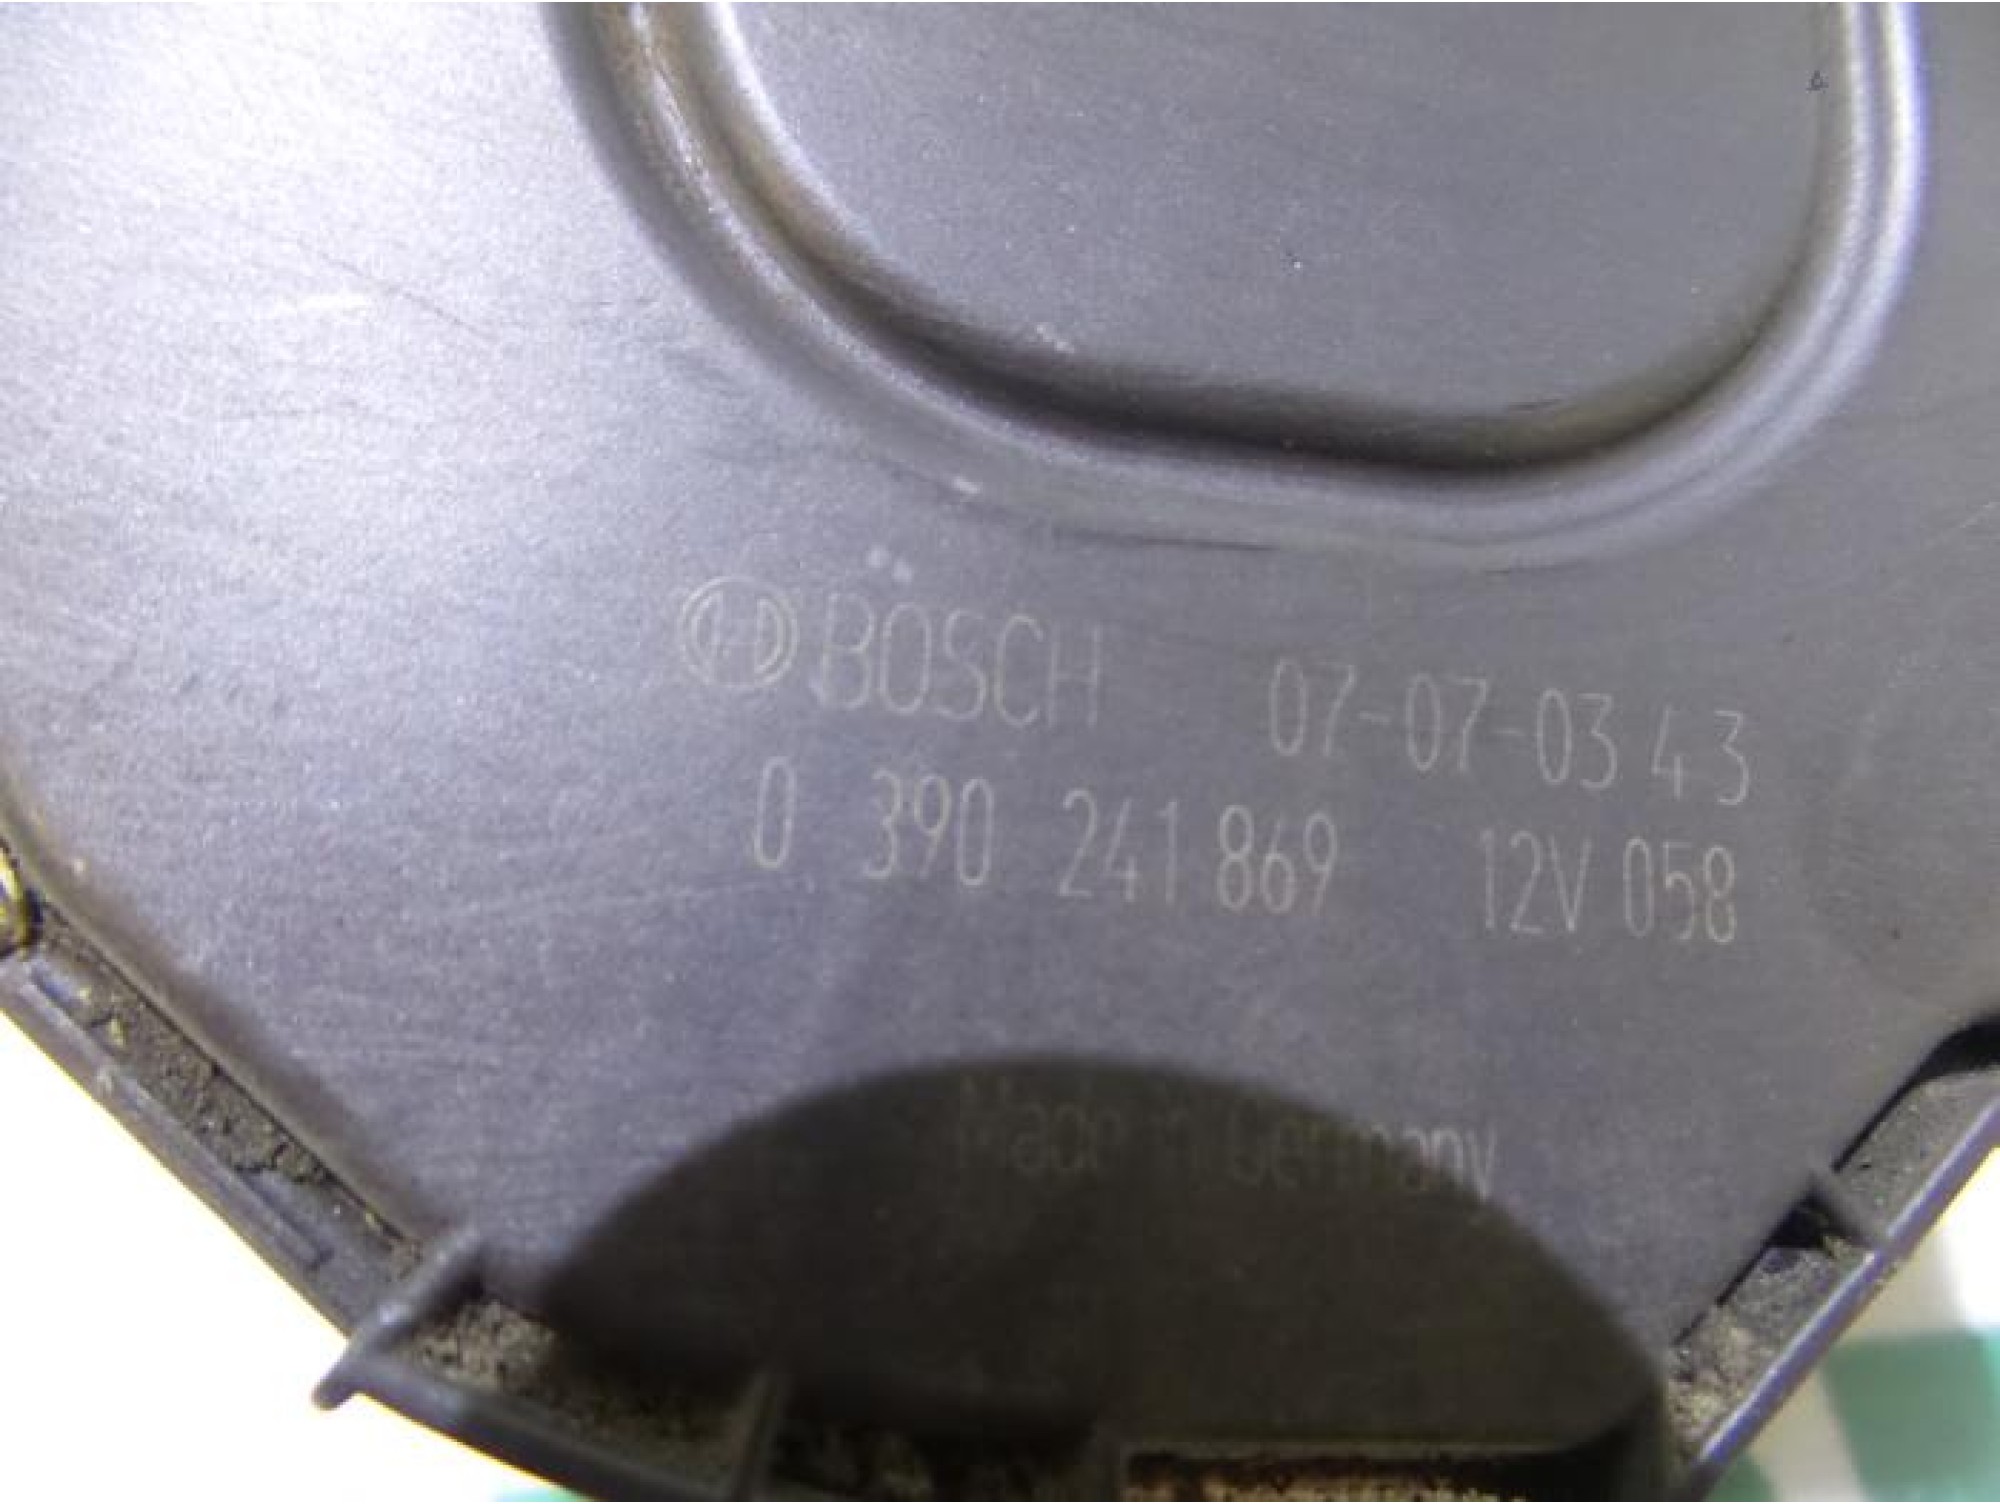 BOSCH 07-07-03 4 3
0 390 241 869 12V 058
Made in Germany